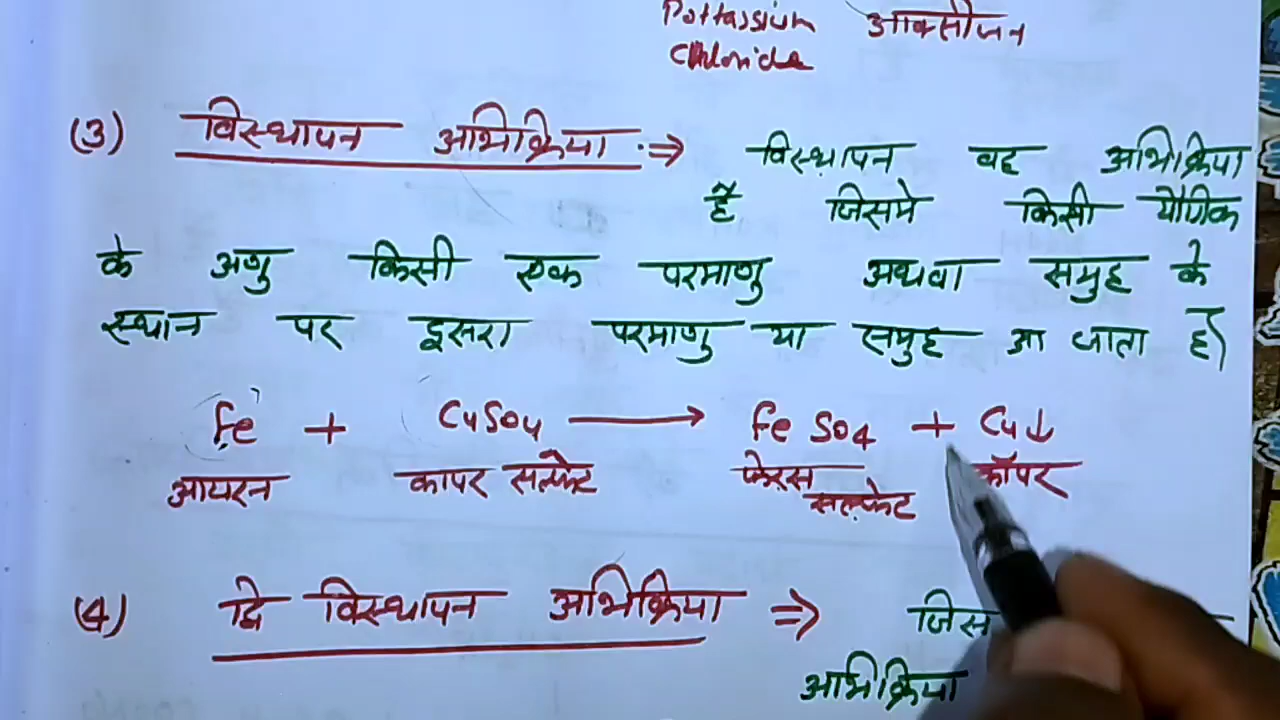 Pottassium आक्सीजन
Chloride
(3) विस्थापन अभिक्रिया ⇒ विस्थापन वह अभिक्रिया
है जिसमे किसी यौगिक
के अणु किसी एक परमाणु अथवा समुह के
स्थान पर दुसरा परमाणु या समुह आ जाता है।
Fe + CuSO4 ⟶ FeSO4 + Cu↓
आयरन कापर सल्फेट फेरस सल्फेट कॉपर
(4) द्वि विस्थापन अभिक्रिया ⇒ जिस
अभिक्रिया